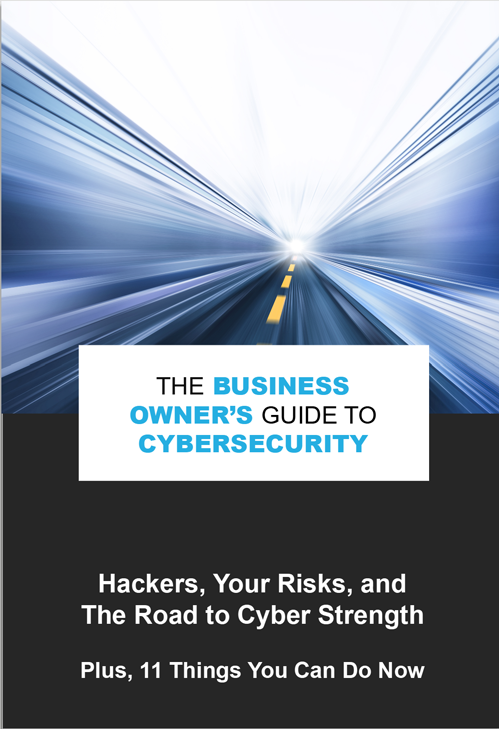 THE BUSINESS
OWNER’S GUIDE TO
CYBERSECURITY
Hackers, Your Risks, and
The Road to Cyber Strength
Plus, 11 Things You Can Do Now